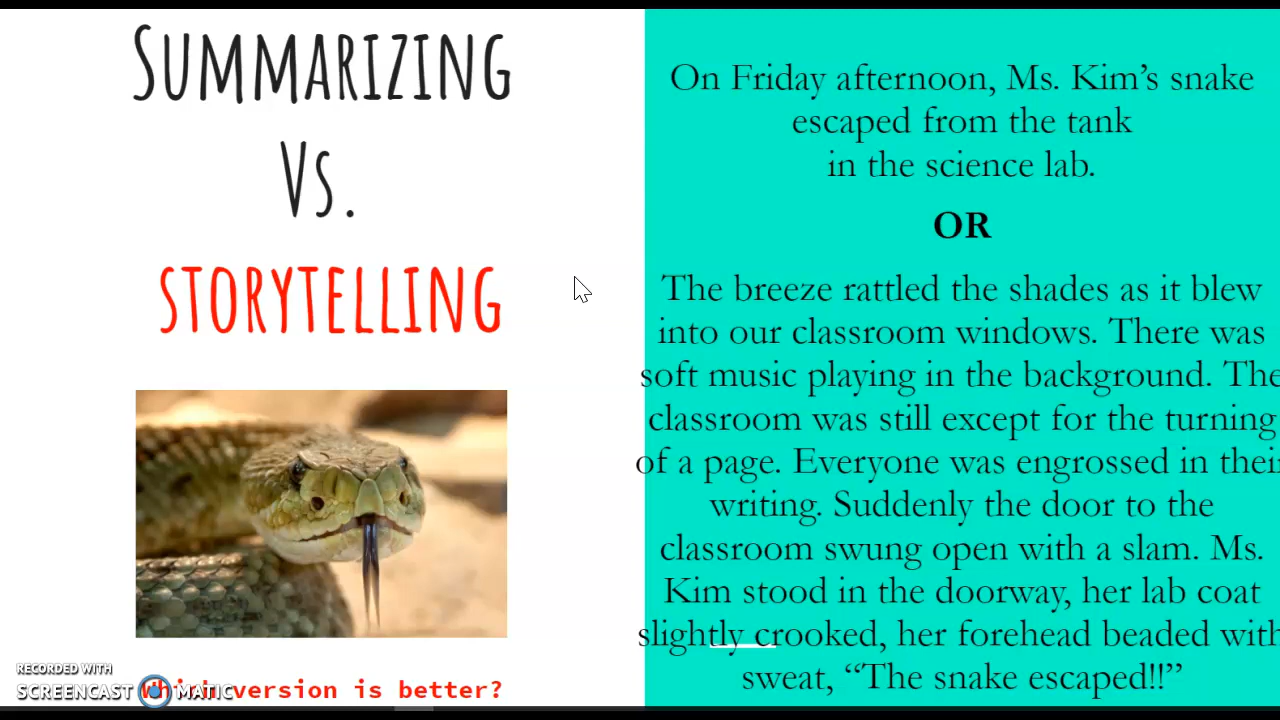 SUMMARIZING
Vs.
STORYTELLING
On Friday afternoon, Ms. Kim’s snake
escaped from the tank
in the science lab.
OR
The breeze rattled the shades as it blew
into our classroom windows. There was
soft music playing in the background. The
classroom was still except for the turning
of a page. Everyone was engrossed in their
writing. Suddenly the door to the
classroom swung open with a slam. Ms.
Kim stood in the doorway, her lab coat
slightly crooked, her forehead beaded with
sweat, “The snake escaped!!”
Which version is better?
RECORDED WITH
SCREENCAST MATIC